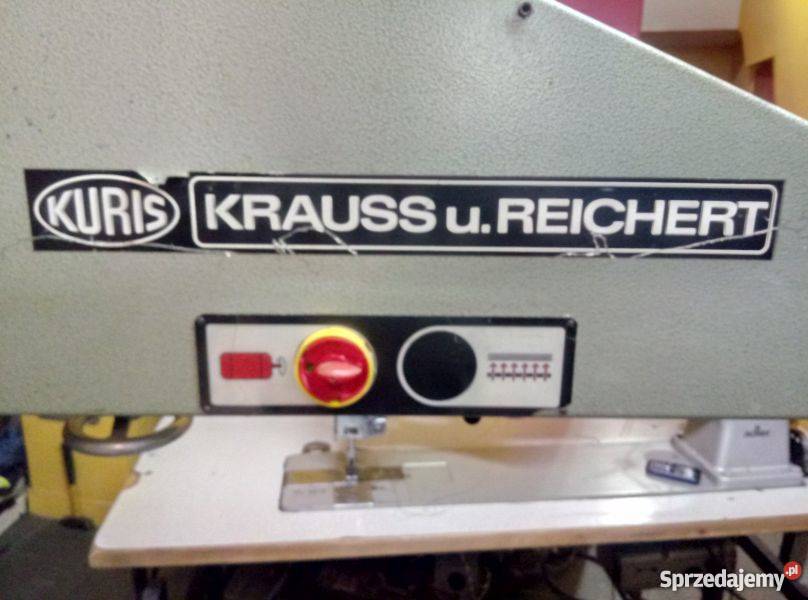 KURIS
KRAUSS u. REICHERT
Sprzedajemy.pl